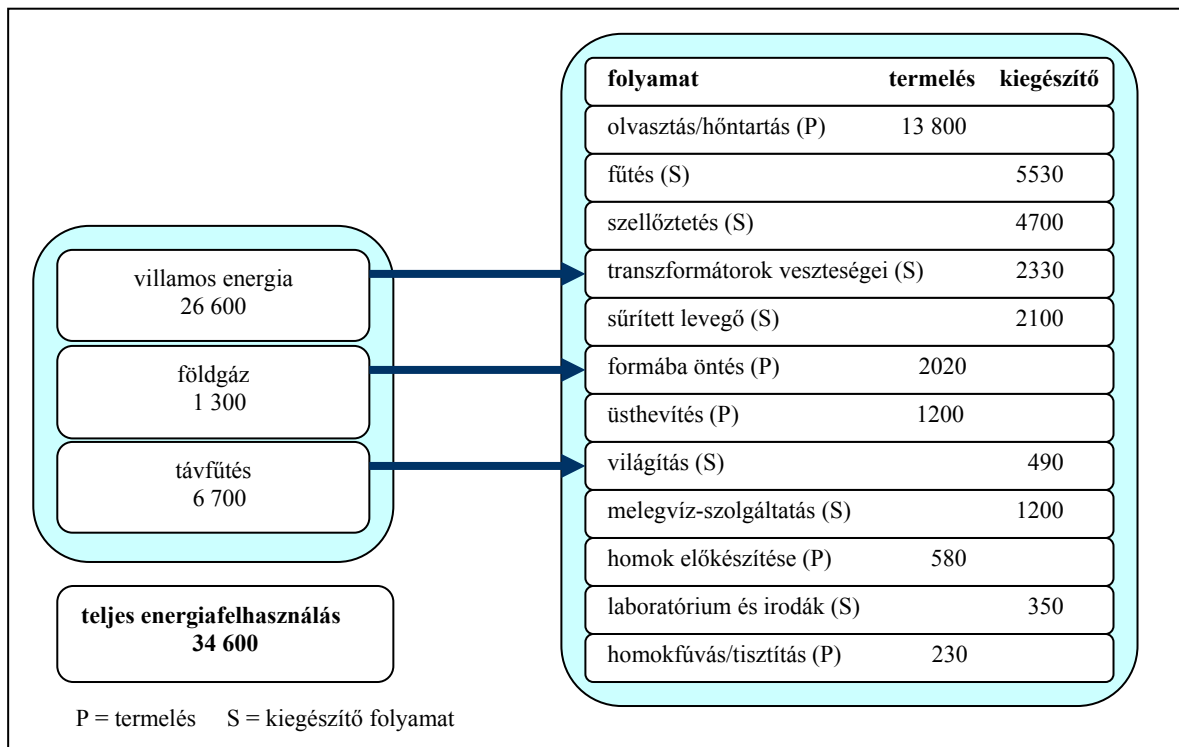 villamos energia
26 600
földgáz
1 300
távfűtés
6 700
teljes energiafelhasználás
34 600
P = termelés S = kiegészítő folyamat
folyamat termelés kiegészítő
olvasztás/hőntartás (P) 13 800
fűtés (S) 5530
szellőztetés (S) 4700
transzformátorok veszteségei (S) 2330
sűrített levegő (S) 2100
formába öntés (P) 2020
üsthevítés (P) 1200
világítás (S) 490
melegvíz-szolgáltatás (S) 1200
homok előkészítése (P) 580
laboratórium és irodák (S) 350
homokfúvás/tisztítás (P) 230